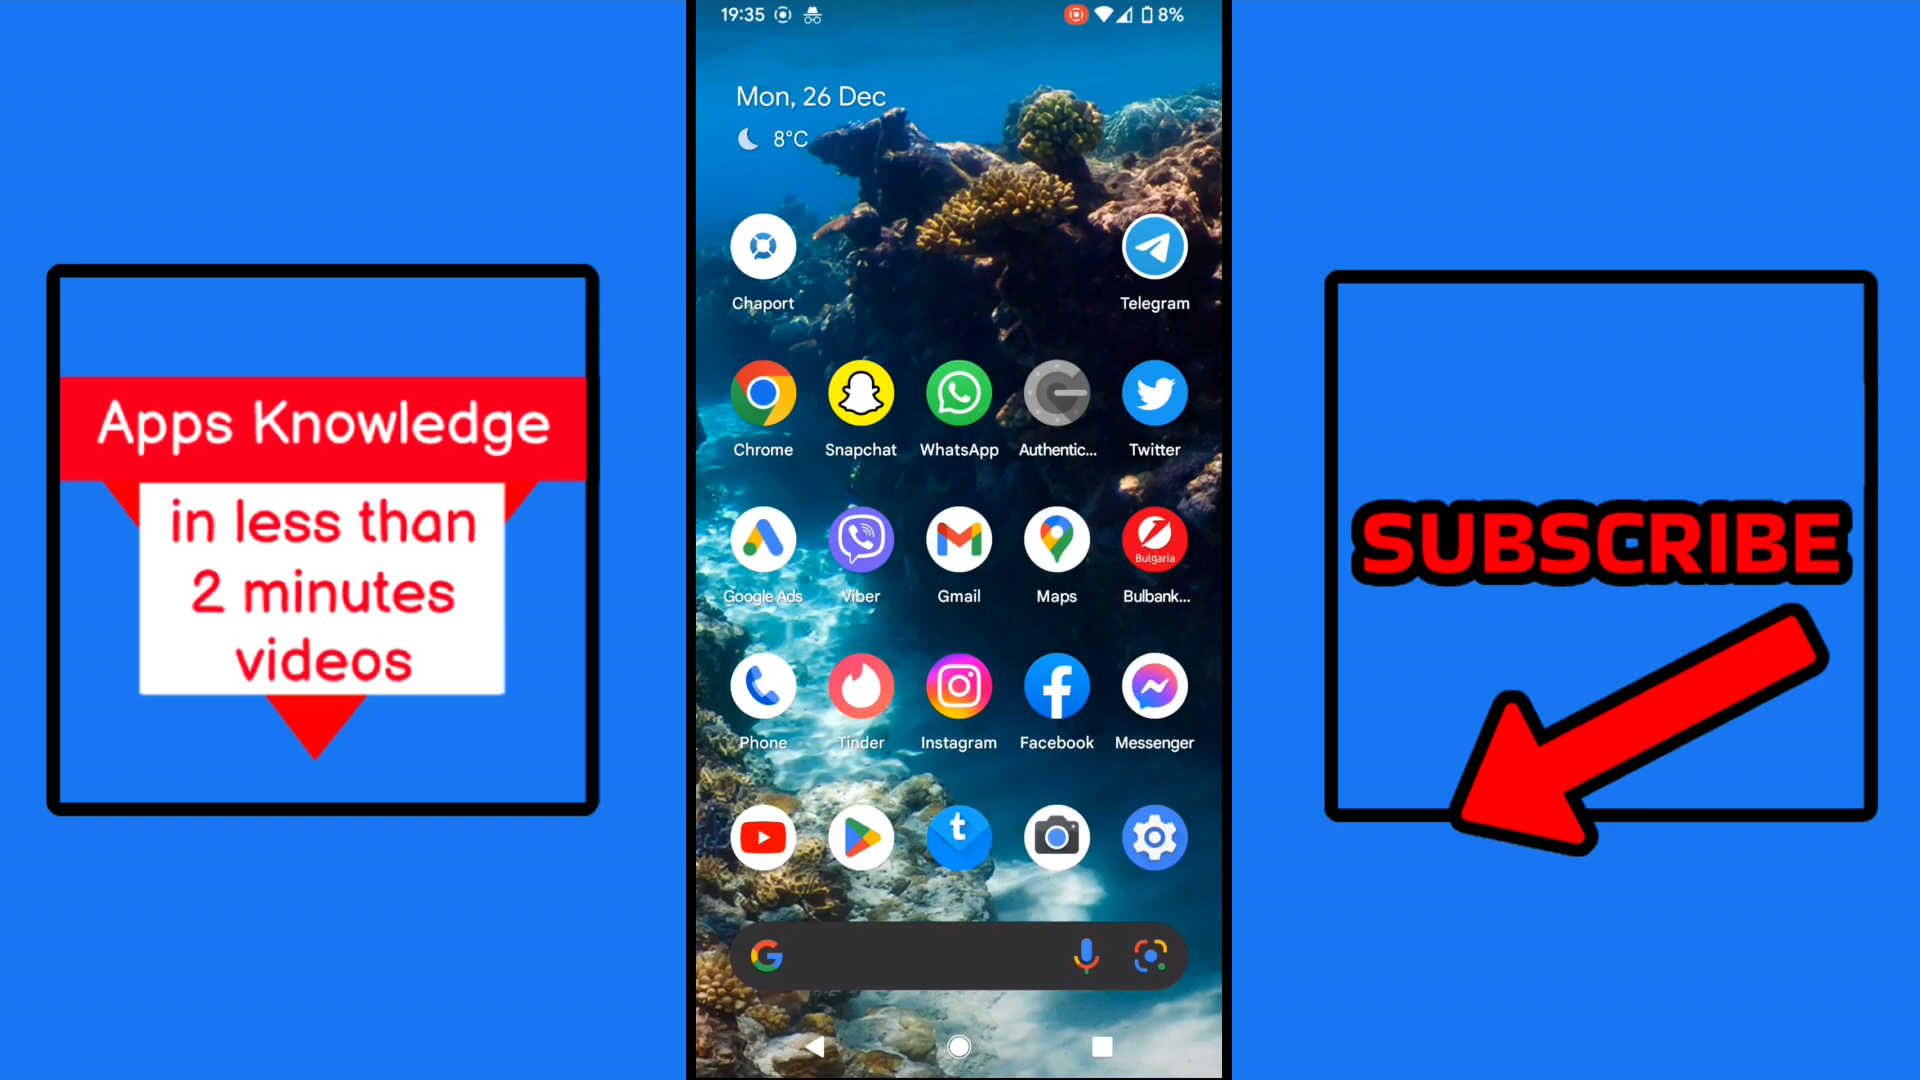 19:35
8%
Mon, 26 Dec
8°C
Chaport
Telegram
Chrome
Snapchat
WhatsApp
Authentic...
Twitter
Bulgaria
Google Ads
Viber
Gmail
Maps
Bulbank...
Phone
Tinder
Instagram
Facebook
Messenger
t
Apps Knowledge
in less than
2 minutes
videos
SUBSCRIBE